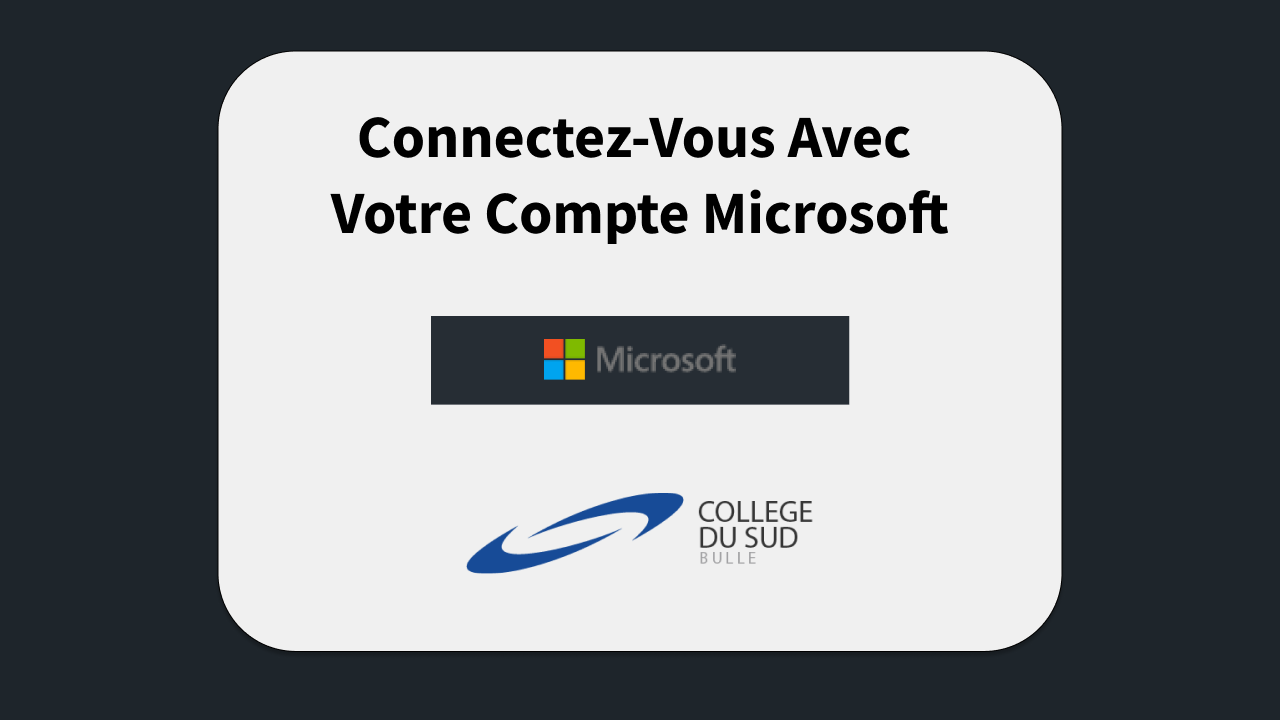 Connectez-Vous Avec
Votre Compte Microsoft
Microsoft
COLLEGE
DU SUD
BULLE